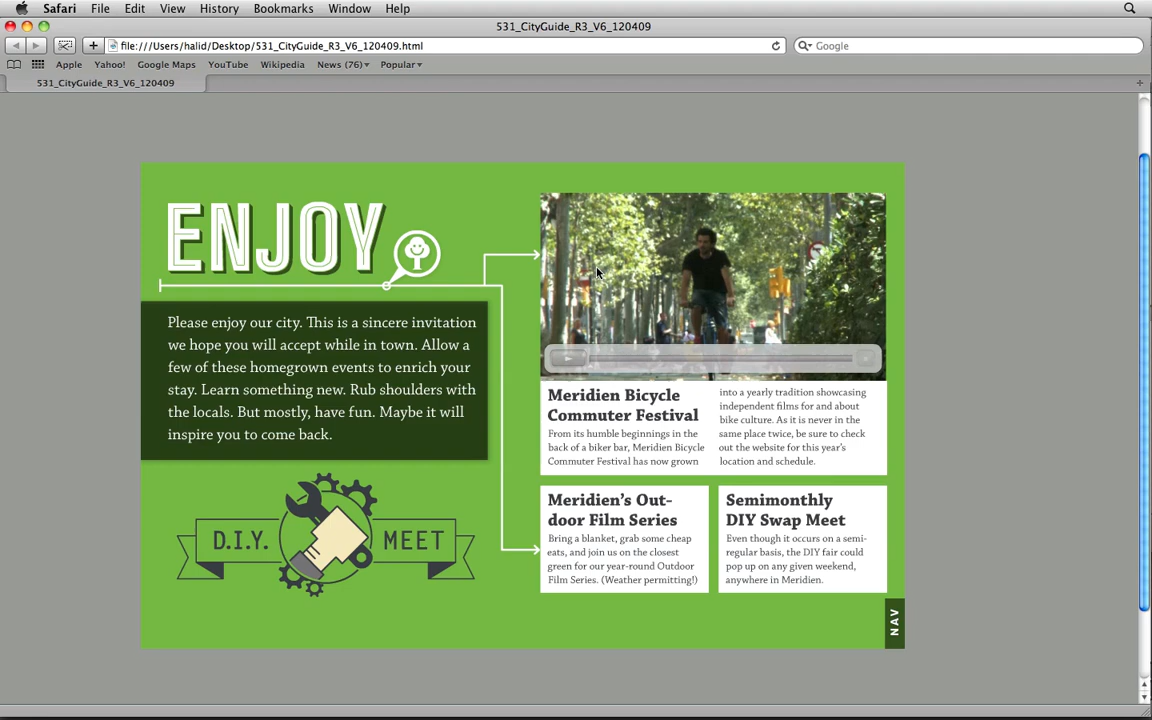 Safari File Edit View History Bookmarks Window Help
531_CityGuide_R3_V6_120409
file:///Users/halid/Desktop/531_CityGuide_R3_V6_120409.html
Google
Apple Yahoo! Google Maps YouTube Wikipedia News (76) Popular
531_CityGuide_R3_V6_120409
ENJOY
Please enjoy our city. This is a sincere invitation
we hope you will accept while in town. Allow a
few of these homegrown events to enrich your
stay. Learn something new. Rub shoulders with
the locals. But mostly, have fun. Maybe it will
inspire you to come back.
D.I.Y. MEET
Meridien Bicycle
Commuter Festival
From its humble beginnings in the
back of a biker bar, Meridien Bicycle
Commuter Festival has now grown
into a yearly tradition showcasing
independent films for and about
bike culture. As it is never in the
same place twice, be sure to check
out the website for this year's
location and schedule.
Meridien's Out-
door Film Series
Bring a blanket, grab some cheap
eats, and join us on the closest
green for our year-round Outdoor
Film Series. (Weather permitting!)
Semimonthly
DIY Swap Meet
Even though it occurs on a semi-
regular basis, the DIY fair could
pop up on any given weekend,
anywhere in Meridien.
NAV